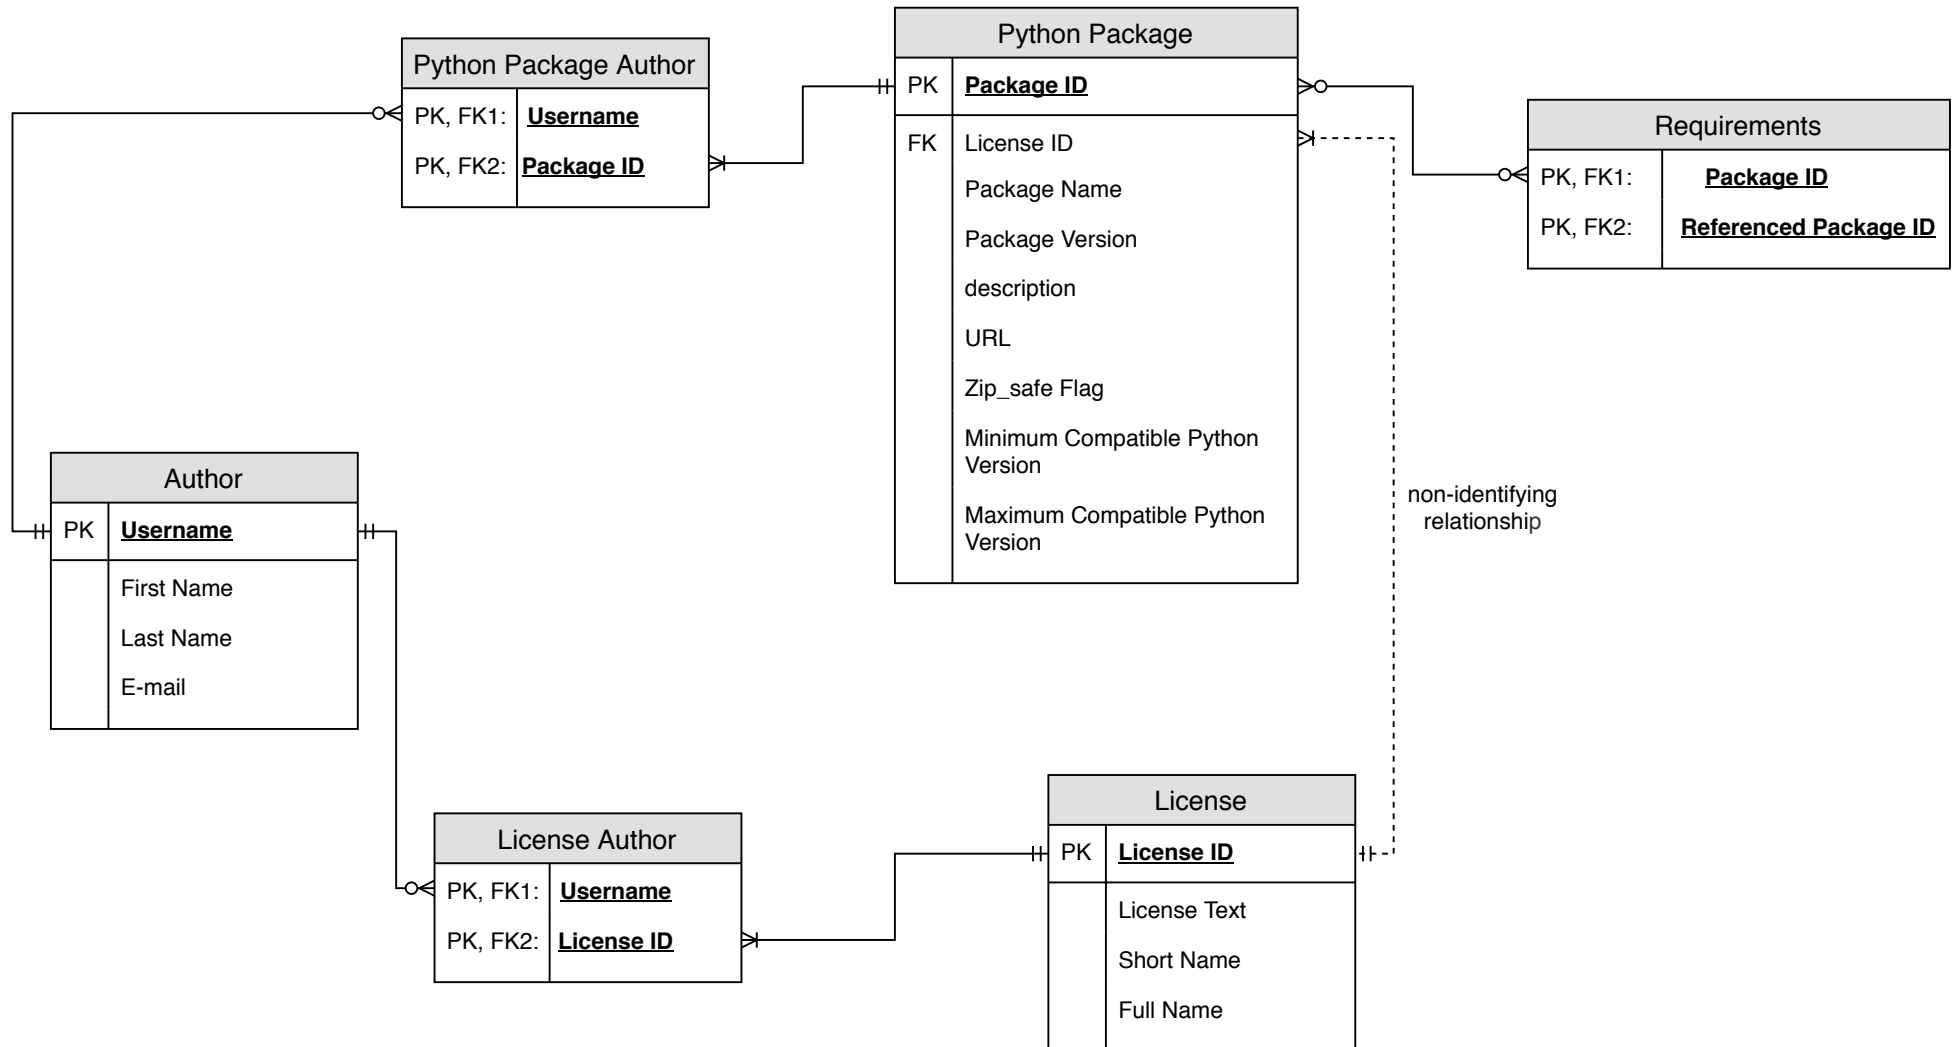 Python Package Author
PK, FK1: Username
PK, FK2: Package ID
Python Package
PK Package ID
FK License ID
Package Name
Package Version
description
URL
Zip_safe Flag
Minimum Compatible Python
Version
Maximum Compatible Python
Version
Requirements
PK, FK1: Package ID
PK, FK2: Referenced Package ID
non-identifying
relationship
Author
PK Username
First Name
Last Name
E-mail
License Author
PK, FK1: Username
PK, FK2: License ID
License
PK License ID
License Text
Short Name
Full Name